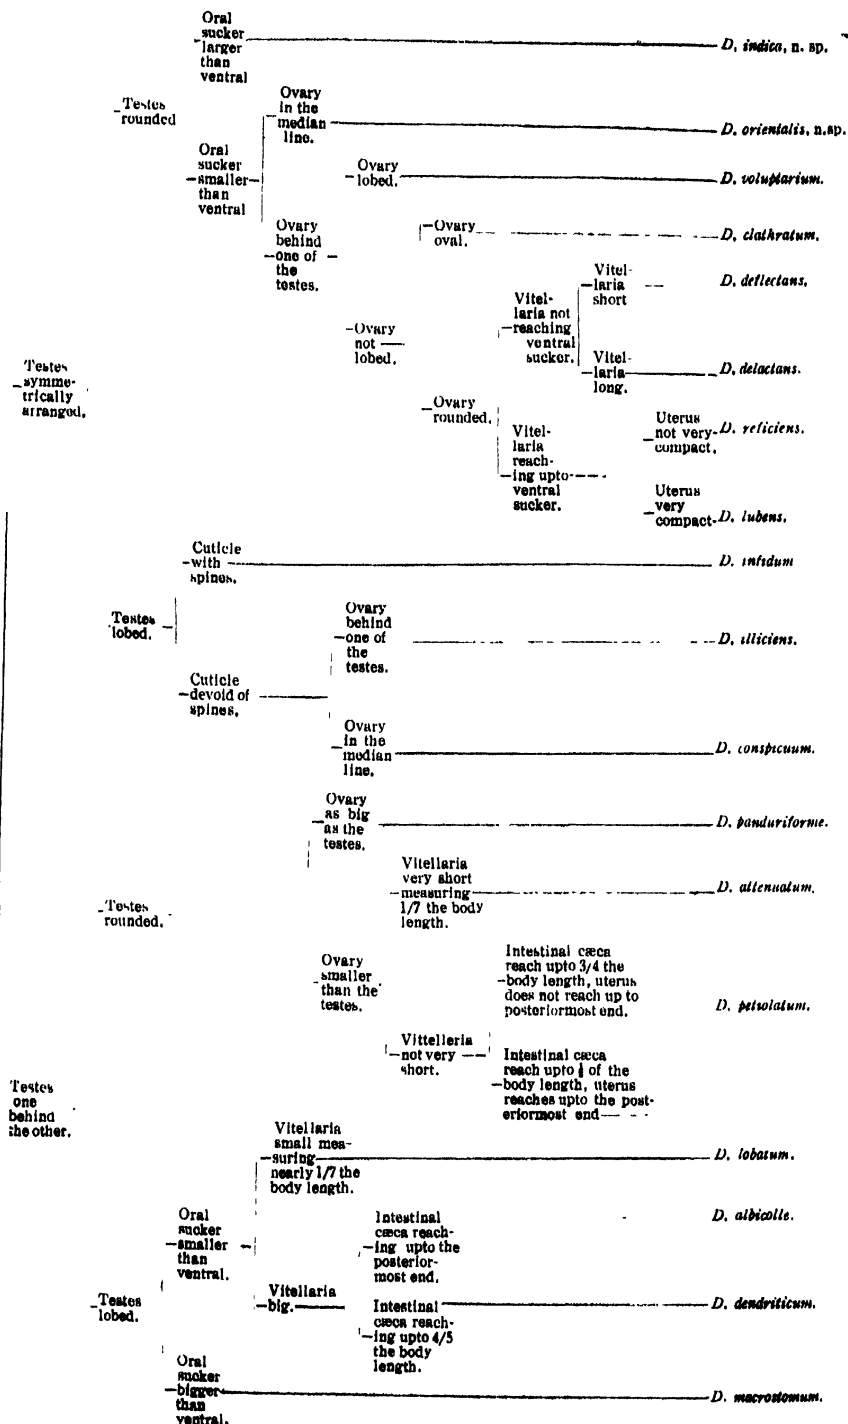 Oral
sucker
larger
than
ventral
D. indica, n. sp.
Testes
rounded
Ovary
in the
median
line.
D. orientalis, n.sp.
Oral
sucker
smaller
than
ventral
Ovary
lobed.
D. voluptarium.
Ovary
behind
one of
the
testes.
Ovary
oval.
D. clathratum.
Ovary
not
lobed.
Vitel-
laria not
reaching
ventral
sucker.
Vitel-
laria
short
D. deflectans.
Vitel-
laria
long.
D. delactans.
Testes
symme-
trically
arranged.
Ovary
rounded.
Vitel-
laria
reach-
ing upto
ventral
sucker.
Uterus
not very
compact.
D. reficiens.
Uterus
very
compact
D. lubens.
Cuticle
with
spines.
D. infidum
Testes
lobed.
Ovary
behind
one of
the
testes.
D. illiciens.
Cuticle
devoid of
spines.
Ovary
in the
median
line.
D. conspicuum.
Ovary
as big
as the
testes.
D. panduriforme.
Testes
rounded.
Vitellaria
very short
measuring
1/7 the body
length.
D. attenuatum.
Ovary
smaller
than the
testes.
Intestinal cæca
reach upto 3/4 the
body length, uterus
does not reach up to
posteriormost end.
D. petiolatum.
Vittelleria
not very
short.
Intestinal cæca
reach upto of the
body length, uterus
reaches upto the post-
eriormost end
Testes
one
behind
the other.
Vitellaria
small mea-
suring
nearly 1/7 the
body length.
D. lobatum.
Oral
sucker
smaller
than
ventral.
Intestinal
cæca reach-
ing upto the
posterior-
most end.
D. albicolle.
Testes
lobed.
Vitellaria
big.
Intestinal
cæca reach-
ing upto 4/5
the body
length.
D. dendriticum.
Oral
sucker
bigger
than
ventral.
D. macrostomum.